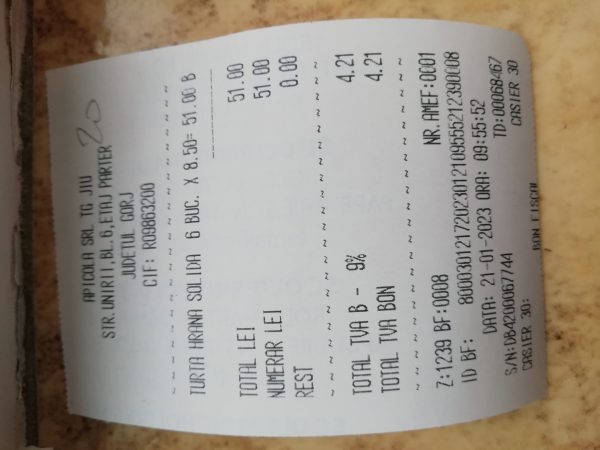 APICOLA SRL TG JIU
STR.UNIRII,BL.6,ETAJ PARTER
JUDETUL GORJ
CIF: RO9863200
20
~ ~ ~ ~ ~ ~ ~ ~ ~ ~ ~ ~ ~ ~ ~
TURTA HRANA SOLIDA 6 BUC. X 8.50= 51.00 B
TOTAL LEI 51.00
NUMERAR LEI 51.00
REST 0.00
~ ~ ~ ~ ~ ~ ~ ~ ~ ~ ~ ~ ~ ~ ~
TOTAL TVA B - 9% 4.21
TOTAL TVA BON 4.21
~ ~ ~ ~ ~ ~ ~ ~ ~ ~ ~ ~ ~ ~ ~
Z:1239 BF:0008 NR.AMEF:0001
ID BF: 80003012172023012109555212390008
DATA: 21-01-2023 ORA: 09:55:52
S/N:DB4200067744 TD:00068467
CASIER 30: CASIER 30
BON FISCAL